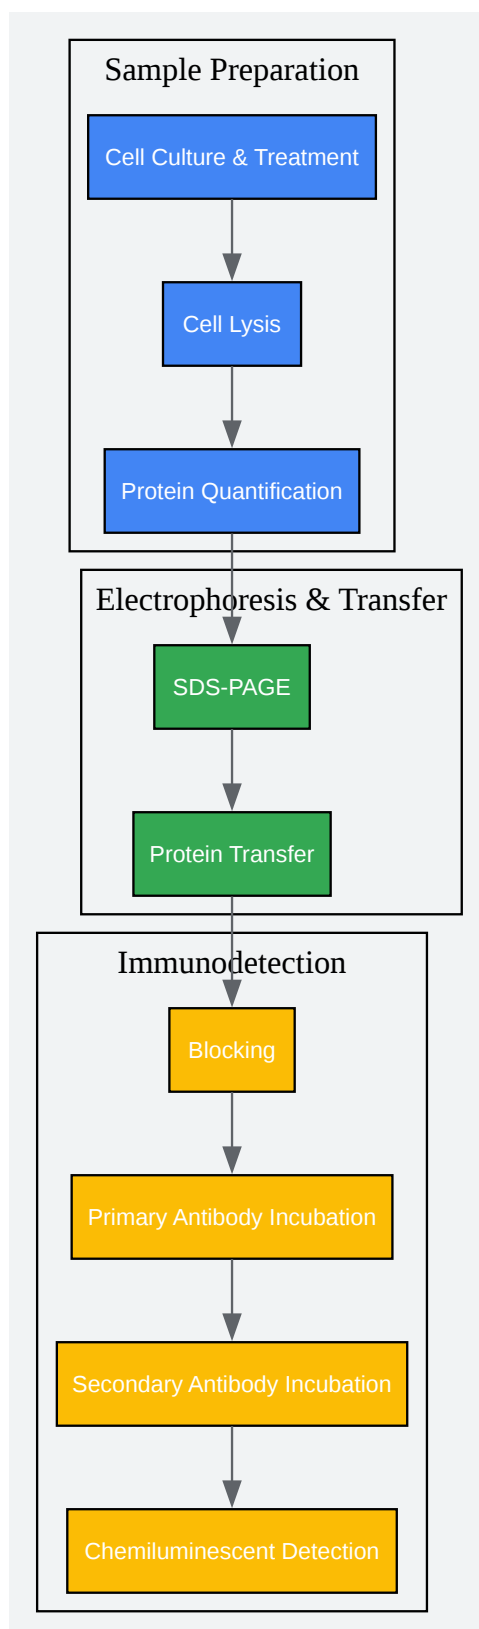 Sample Preparation
Cell Culture & Treatment
Cell Lysis
Protein Quantification
Electrophoresis & Transfer
SDS-PAGE
Protein Transfer
Immunodetection
Blocking
Primary Antibody Incubation
Secondary Antibody Incubation
Chemiluminescent Detection